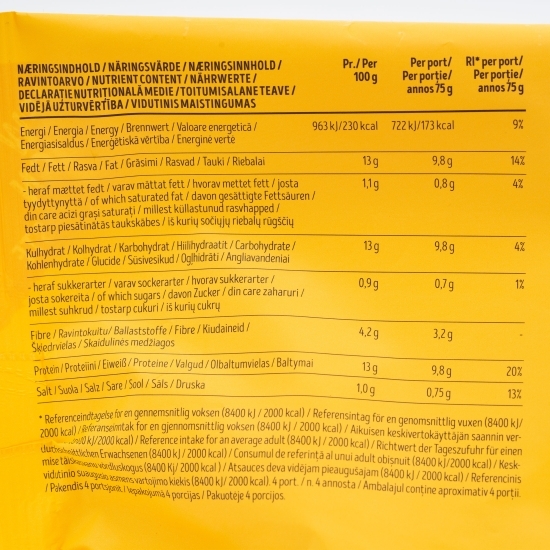 NÆRINGSINDHOLD / NÄRINGSVÄRDE / NÆRINGSINNHOLD /
RAVINTOARVO / NUTRIENT CONTENT / NÄHRWERTE /
DECLARAȚIE NUTRIȚIONALĂ MEDIE / TOITUMISALANE TEAVE /
VIDĒJĀ UZTURVĒRTĪBA / VIDUTINIS MAISTINGUMAS
Pr./ Per
100 g
Per port/
Per portie/
annos 75 g
RI* per port/
Per portie/
annos 75 g
Energi / Energia / Energy / Brennwert / Valoare energetică /
Energiasisaldus / Enerģētiskā vērtība / Energinė vertė
963 kJ/230 kcal 722 kJ/173 kcal 9%
Fedt / Fett / Rasva / Fat / Grăsimi / Rasvad / Tauki / Riebalai 13 g 9,8 g 14%
- heraf mættet fedt / varav mättat fett / hvorav mettet fett / josta
tyydyttynyttä / of which saturated fat / davon gesättigte Fettsäuren /
din care acizi grași saturați / millest küllastunud rasvhapped /
tostarp piesātinātās taukskābes / iš kurių sočiųjų riebalų rūgščių
1,1 g 0,8 g 4%
Kulhydrat / Kolhydrat / Karbohydrat / Hiilihydraatit / Carbohydrate /
Kohlenhydrate / Glucide / Süsivesikud / Ogļhidrāti / Angliavandeniai
13 g 9,8 g 4%
- heraf sukkerarter / varav sockerarter / hvorav sukkerarter /
josta sokereita / of which sugars / davon Zucker / din care zaharuri /
millest suhkrud / tostarp cukuri / iš kurių cukrų
0,9 g 0,7 g 1%
Fibre / Ravintokuitu / Ballaststoffe / Fibre / Kiudaineid /
Šķiedrvielas / Skaidulinės medžiagos
4,2 g 3,2 g -
Protein / Proteiini / Eiweiß / Proteine / Valgud / Olbaltumvielas / Baltymai 13 g 9,8 g 20%
Salt / Suola / Salz / Sare / Sool / Sāls / Druska 1,0 g 0,75 g 13%
* Referenceindtagelse for en gennemsnitlig voksen (8400 kJ / 2000 kcal) / Referensintag för en genomsnittlig vuxen (8400 kJ/
2000 kcal) / Referanseinntak for en gjennomsnittlig voksen (8400 kJ / 2000 kcal) / Aikuisen keskivertokäyttäjän saannin ver-
kJ/2000 kcal) / Reference intake for an average adult (8400 kJ / 2000 kcal) / Richtwert der Tageszufuhr für einen
durchschnittlichen Erwachsenen (8400 kJ / 2000 kcal) / Consumul de referință al unui adult obișnuit (8400 kJ/2000 kcal) / Kesk-
mise täiskasvanu võrdluskogus (8400 Kj / 2000 kcal) / Atsauces deva vidējam pieaugušajam (8400 kJ / 2000 kcal) / Referencinis
vidutinio suaugusio asmens vartojimo kiekis (8400 kJ / 2000 kcal). 4 port. / n. 4 annosta / Ambalajul conține aproximativ 4 porții.
/ Pakendis 4 portsjonit / Iepakojumā 4 porcijas / Pakuotėje 4 porcijos.